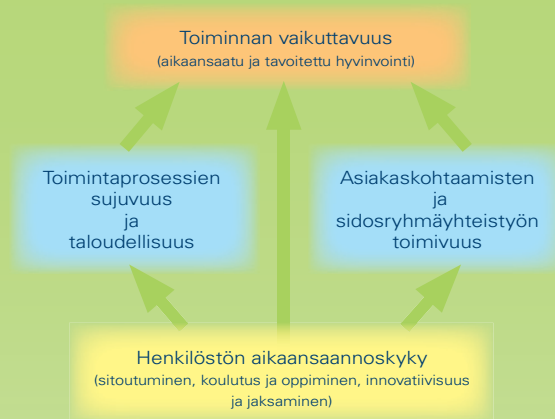 Toiminnan vaikuttavuus
(aikaansaatu ja tavoitettu hyvinvointi)
Toimintaprosessien
sujuvuus
ja
taloudellisuus
Asiakaskohtaamisten
ja
sidosryhmäyhteistyön
toimivuus
Henkilöstön aikaansaannoskyky
(sitoutuminen, koulutus ja oppiminen, innovatiivisuus
ja jaksaminen)